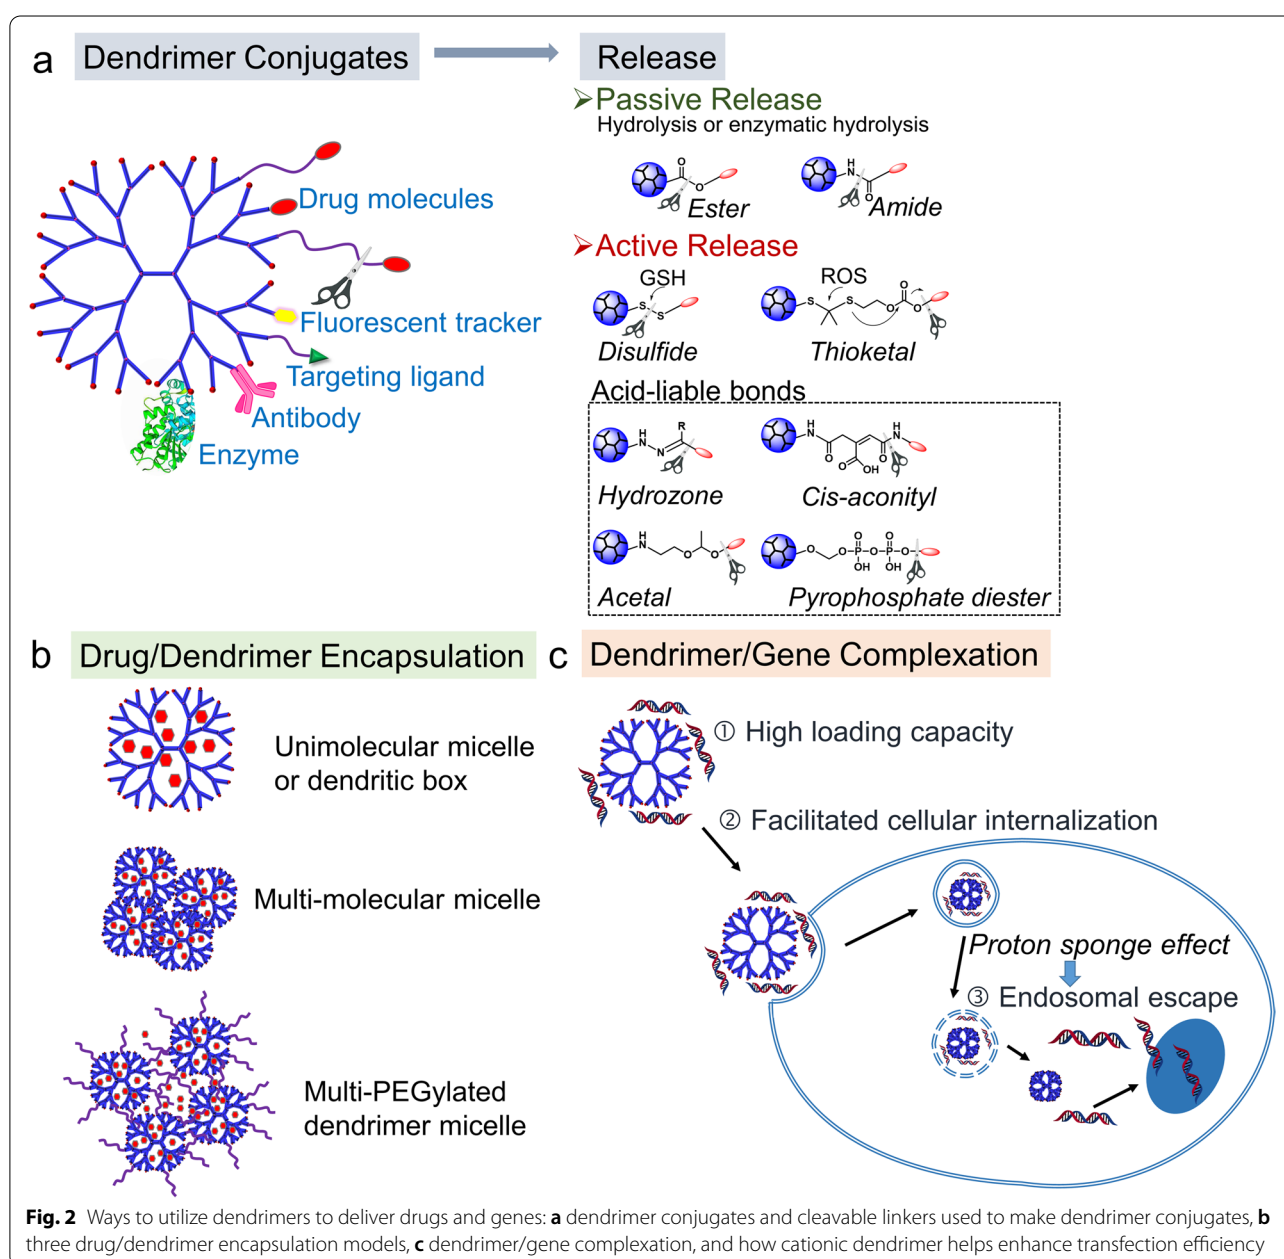 a Dendrimer Conjugates
Release
➢Passive Release
Hydrolysis or enzymatic hydrolysis
O
O
Ester
H
N
O
Amide
Drug molecules
Fluorescent tracker
Targeting ligand
Antibody
Enzyme
➢Active Release
GSH
S
S
Disulfide
ROS
S
S
O
O
O
Thioketal
Acid-liable bonds
H
N
N
R
Hydrozone
H
N
O
O
OH
O
H
N
Cis-aconityl
H
N
O
O
Acetal
O
O
O
P
OH
O
O
P
OH
O
Pyrophosphate diester
b Drug/Dendrimer Encapsulation
Unimolecular micelle
or dendritic box
Multi-molecular micelle
Multi-PEGylated
dendrimer micelle
c Dendrimer/Gene Complexation
① High loading capacity
② Facilitated cellular internalization
Proton sponge effect
③ Endosomal escape
Fig. 2 Ways to utilize dendrimers to deliver drugs and genes: a dendrimer conjugates and cleavable linkers used to make dendrimer conjugates, b
three drug/dendrimer encapsulation models, c dendrimer/gene complexation, and how cationic dendrimer helps enhance transfection efficiency